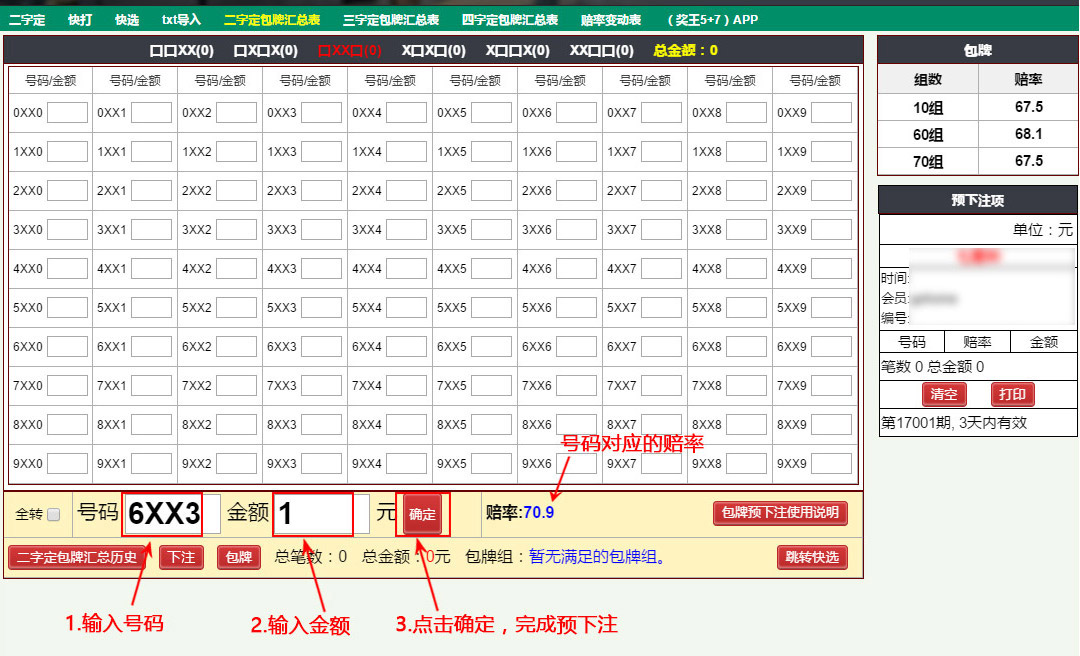 二字定 快打 快选 txt导入 二字定包牌汇总表 三字定包牌汇总表 四字定包牌汇总表 赔率变动表 （奖王5+7）APP
口口XX(0) 口X口X(0) 口XX口(0) X口X口(0) X口口X(0) XX口口(0) 总金额：0
号码/金额 号码/金额 号码/金额 号码/金额 号码/金额 号码/金额 号码/金额 号码/金额 号码/金额 号码/金额
0XX0 0XX1 0XX2 0XX3 0XX4 0XX5 0XX6 0XX7 0XX8 0XX9
1XX0 1XX1 1XX2 1XX3 1XX4 1XX5 1XX6 1XX7 1XX8 1XX9
2XX0 2XX1 2XX2 2XX3 2XX4 2XX5 2XX6 2XX7 2XX8 2XX9
3XX0 3XX1 3XX2 3XX3 3XX4 3XX5 3XX6 3XX7 3XX8 3XX9
4XX0 4XX1 4XX2 4XX3 4XX4 4XX5 4XX6 4XX7 4XX8 4XX9
5XX0 5XX1 5XX2 5XX3 5XX4 5XX5 5XX6 5XX7 5XX8 5XX9
6XX0 6XX1 6XX2 6XX3 6XX4 6XX5 6XX6 6XX7 6XX8 6XX9
7XX0 7XX1 7XX2 7XX3 7XX4 7XX5 7XX6 7XX7 7XX8 7XX9
8XX0 8XX1 8XX2 8XX3 8XX4 8XX5 8XX6 8XX7 8XX8 8XX9
号码对应的赔率
9XX0 9XX1 9XX2 9XX3 9XX4 9XX5 9XX6 9XX7 9XX8 9XX9
全转 号码 6XX3 金额 1 元 确定 赔率:70.9 包牌预下注使用说明
二字定包牌汇总历史 下注 包牌 总笔数：0 总金额：0元 包牌组：暂无满足的包牌组。 跳转快选
1.输入号码 2.输入金额 3.点击确定，完成预下注
包牌
组数 赔率
10组 67.5
60组 68.1
70组 67.5
预下注项
单位：元
时间:
会员:
编号:
号码 赔率 金额
笔数 0 总金额 0
清空 打印
第17001期, 3天内有效